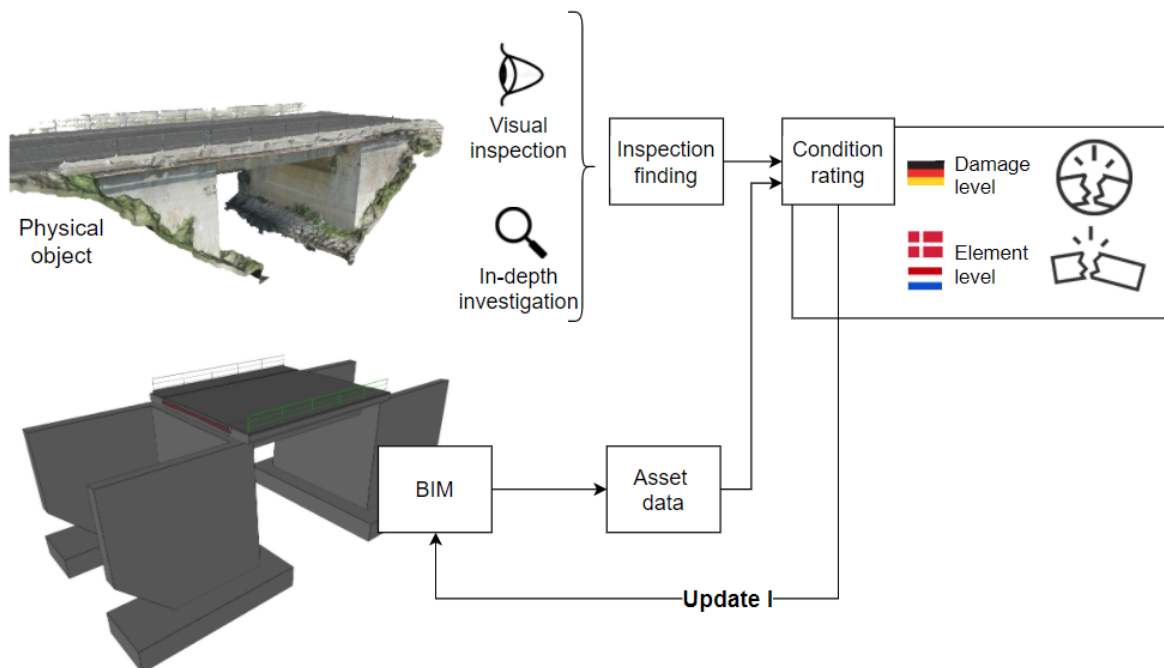 Visual
inspection
Physical
object
In-depth
investigation
Inspection
finding
Condition
rating
Damage
level
Element
level
BIM
Asset
data
Update I